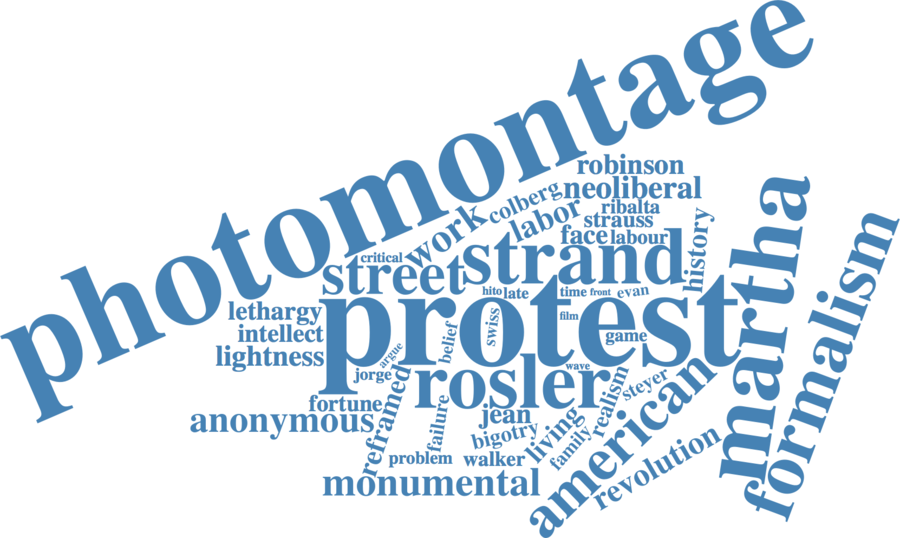 photomontage
robinson
neoliberal
colberg
work
labor
ribalta
strauss
face
labour
history
martha
formalism
critical
street
strand
hito
late
time
front
evan
lethargy
protest
swiss
film
intellect
belief
game
lightness
argue
wave
jorge
rosler
steyer
realism
american
fortune
reframed
failure
jean
anonymous
bigotry
living
family
revolution
problem
walker
monumental